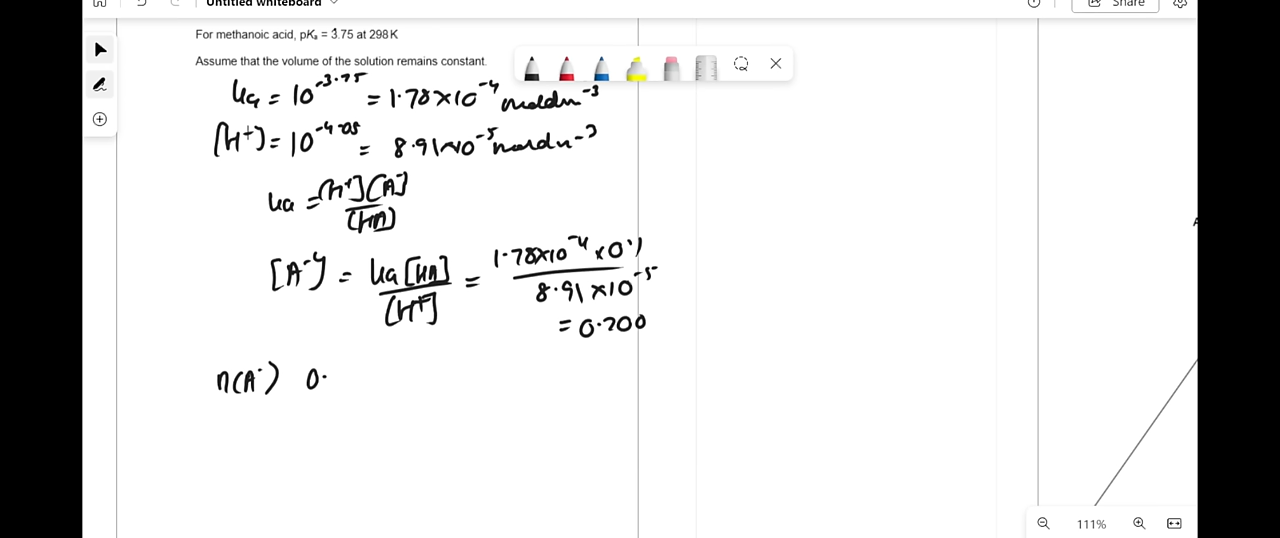 Untitled whiteboard
Share
For methanoic acid, pKa = 3.75 at 298 K
Assume that the volume of the solution remains constant.
Ka = 10^-3.75 = 1.78×10^-4 moldm^-3
[H+] = 10^-4.05 = 8.91×10^-5 moldm^-3
Ka = [H+][A-]/[HA]
[A-] = Ka[HA]/[H+] = 1.78×10^-4 × 0.1/8.91×10^-5
= 0.200
n(A-) 0.
A
111%